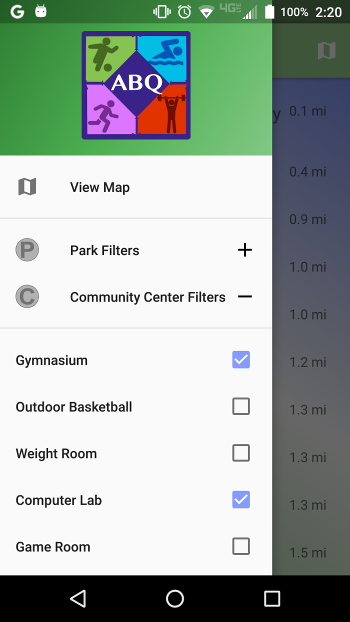 G 4G 100% 2:20
ABQ
y 0.1 mi
View Map
0.4 mi
0.9 mi
P Park Filters +
1.0 mi
C Community Center Filters −
1.0 mi
Gymnasium
1.2 mi
Outdoor Basketball
1.3 mi
Weight Room
1.3 mi
Computer Lab
1.3 mi
Game Room
1.5 mi